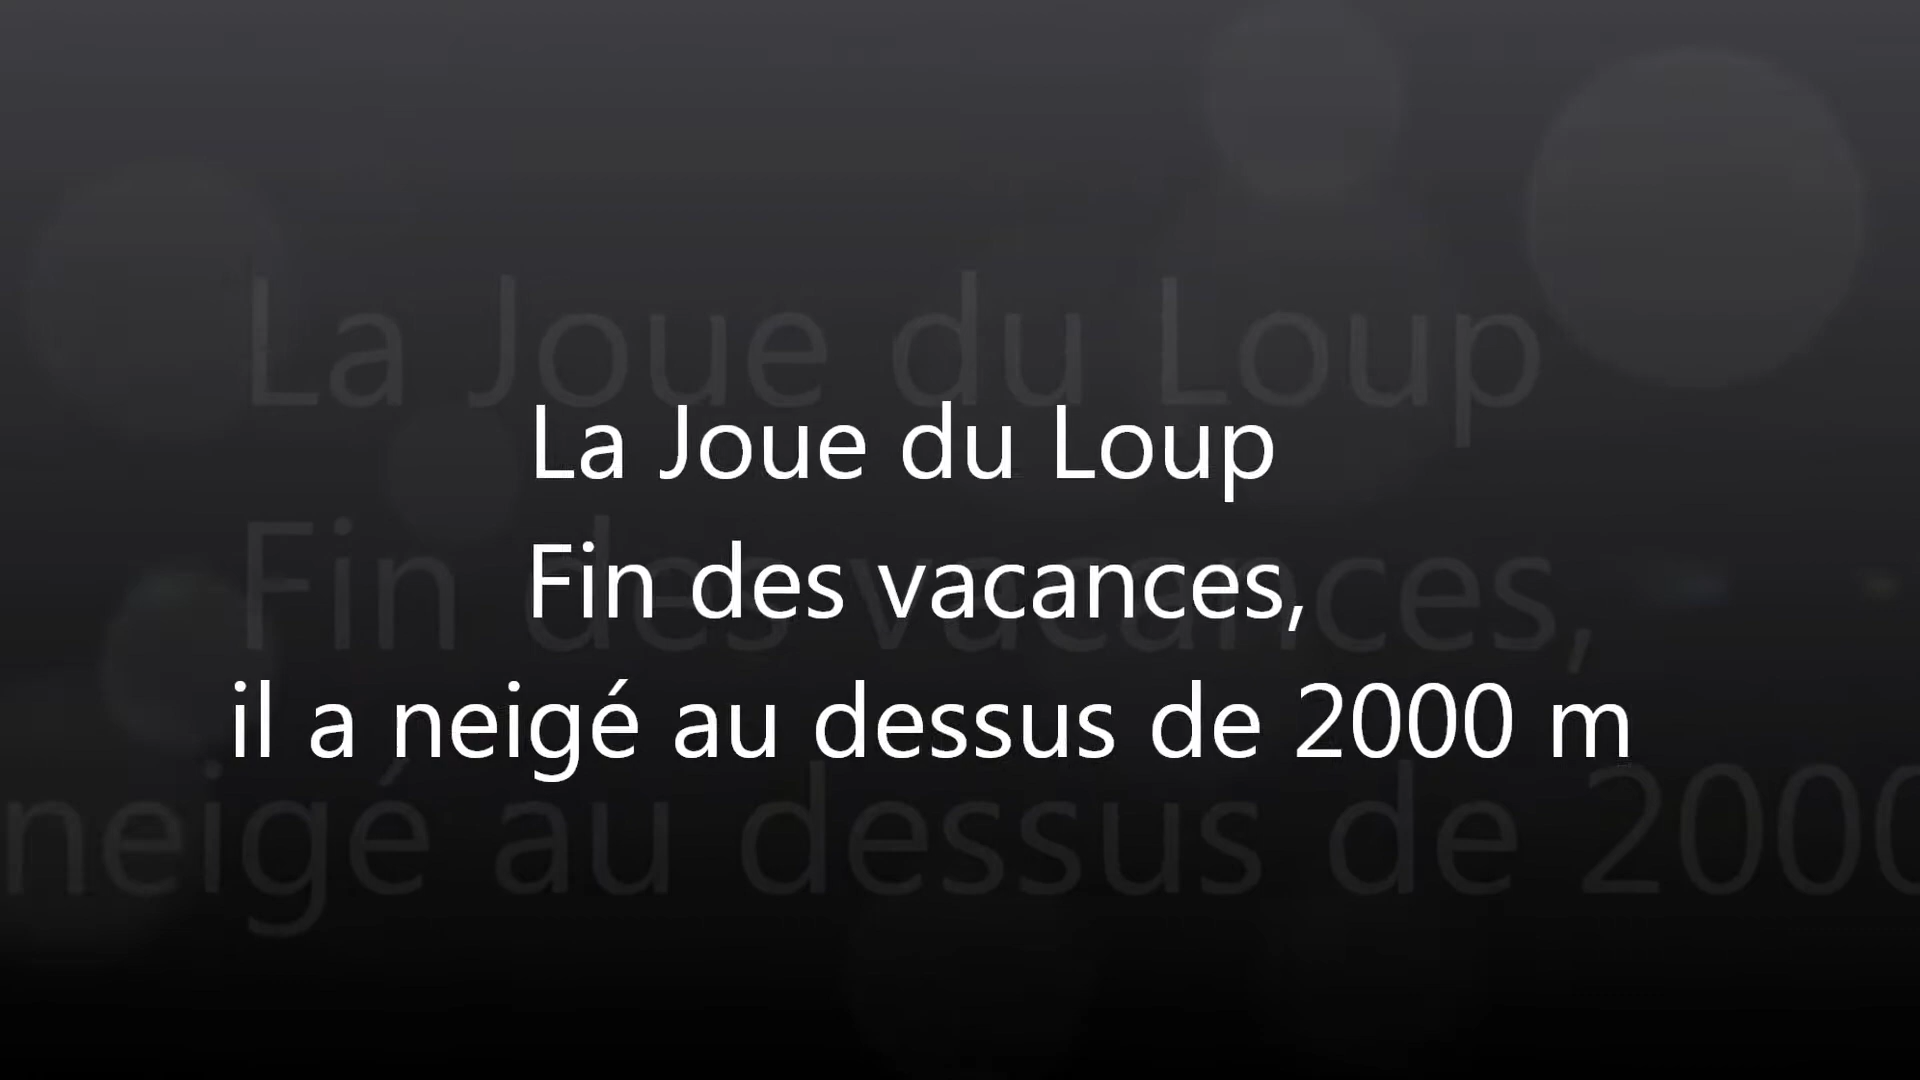 La Joue du Loup
Fin des vacances,
il a neigé au dessus de 2000 m